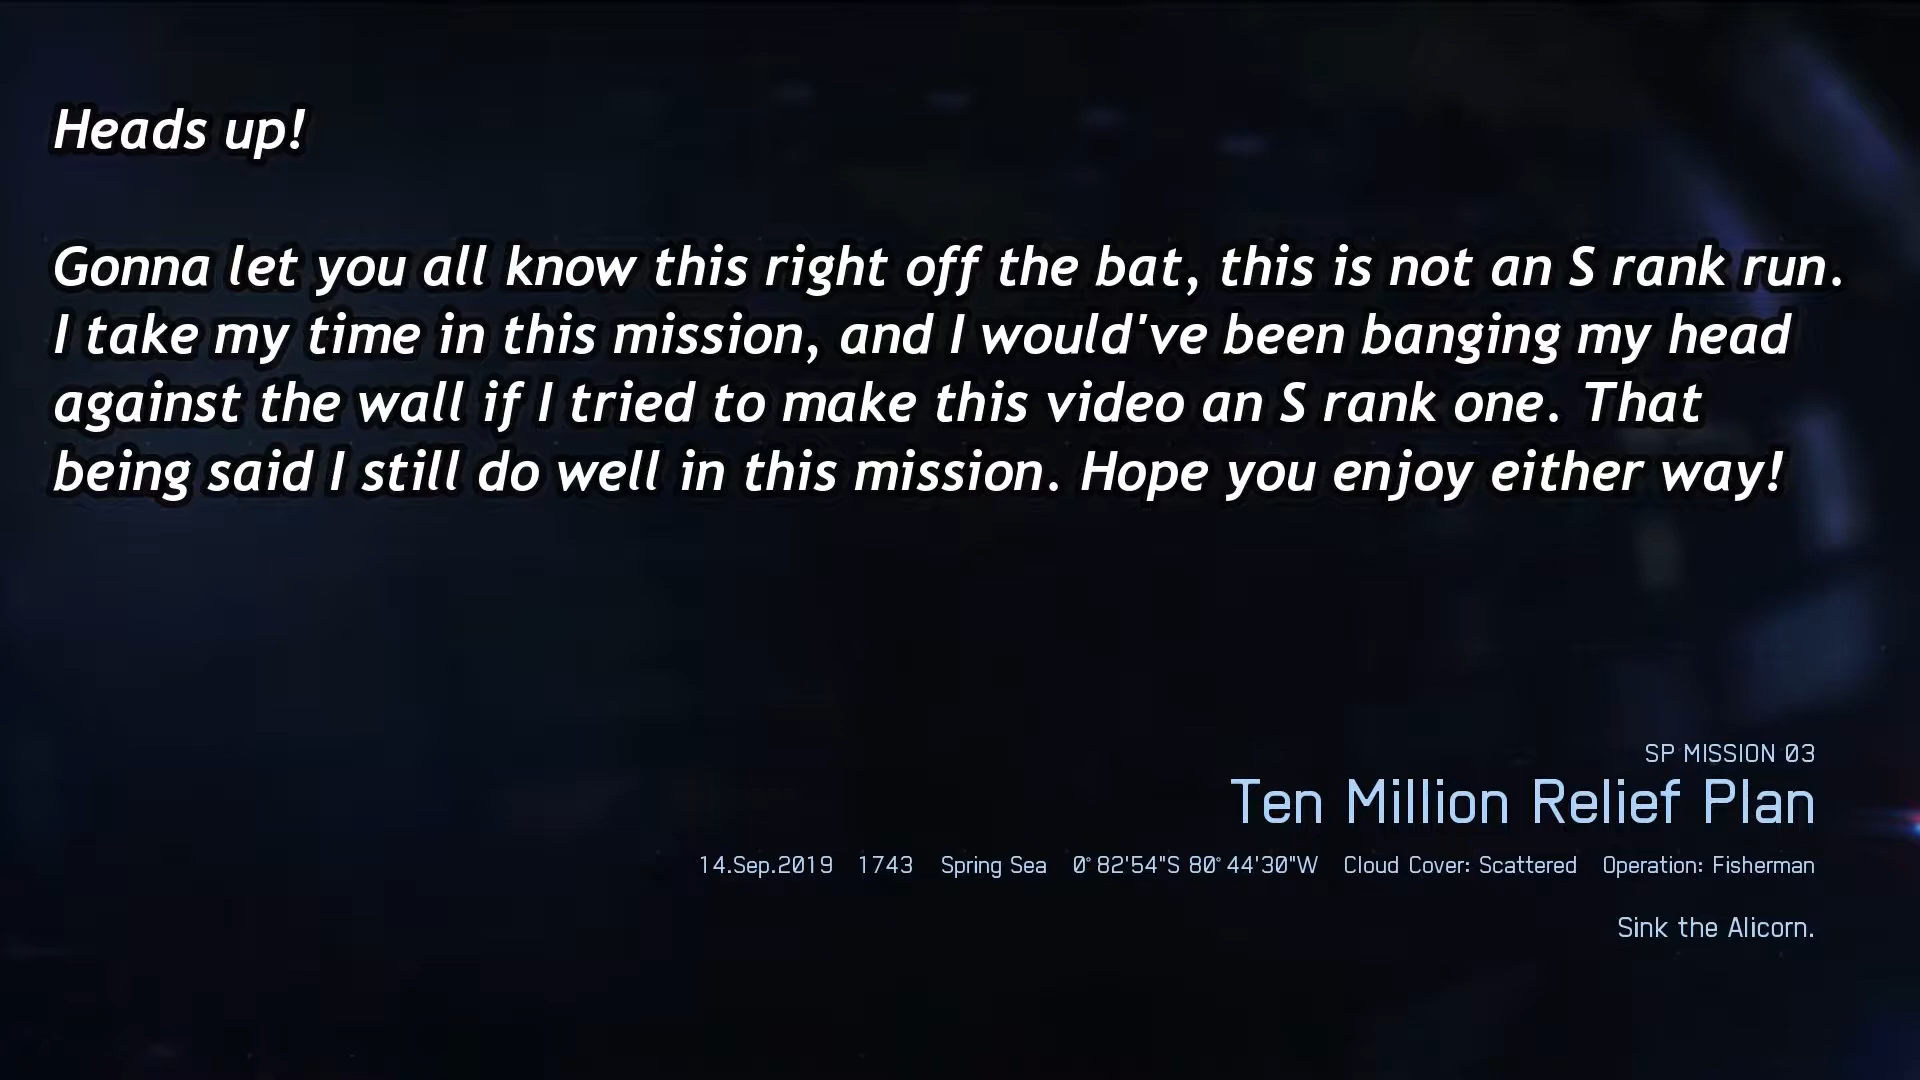 Heads up!
Gonna let you all know this right off the bat, this is not an S rank run.
I take my time in this mission, and I would've been banging my head
against the wall if I tried to make this video an S rank one. That
being said I still do well in this mission. Hope you enjoy either way!
SP MISSION 03
Ten Million Relief Plan
14.Sep.2019 1743 Spring Sea 0°82'54"S 80°44'30"W Cloud Cover: Scattered Operation: Fisherman
Sink the Alicorn.